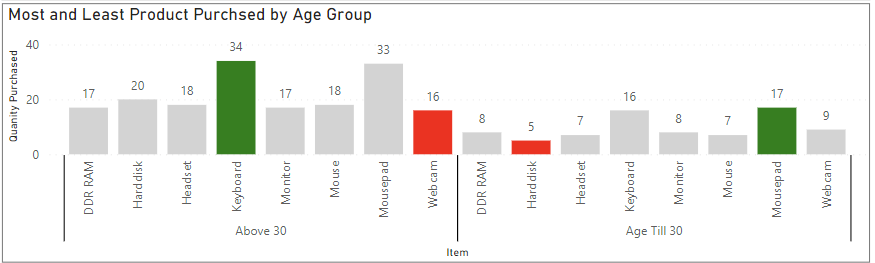 Most and Least Product Purchsed by Age Group
Quanity Purchased
40
20
0
17
20
18
34
17
18
33
16
8
5
7
16
8
7
17
9
DDR RAM
Harddisk
Headset
Keyboard
Monitor
Mouse
Mousepad
Webcam
DDR RAM
Harddisk
Headset
Keyboard
Monitor
Mouse
Mousepad
Webcam
Above 30
Age Till 30
Item